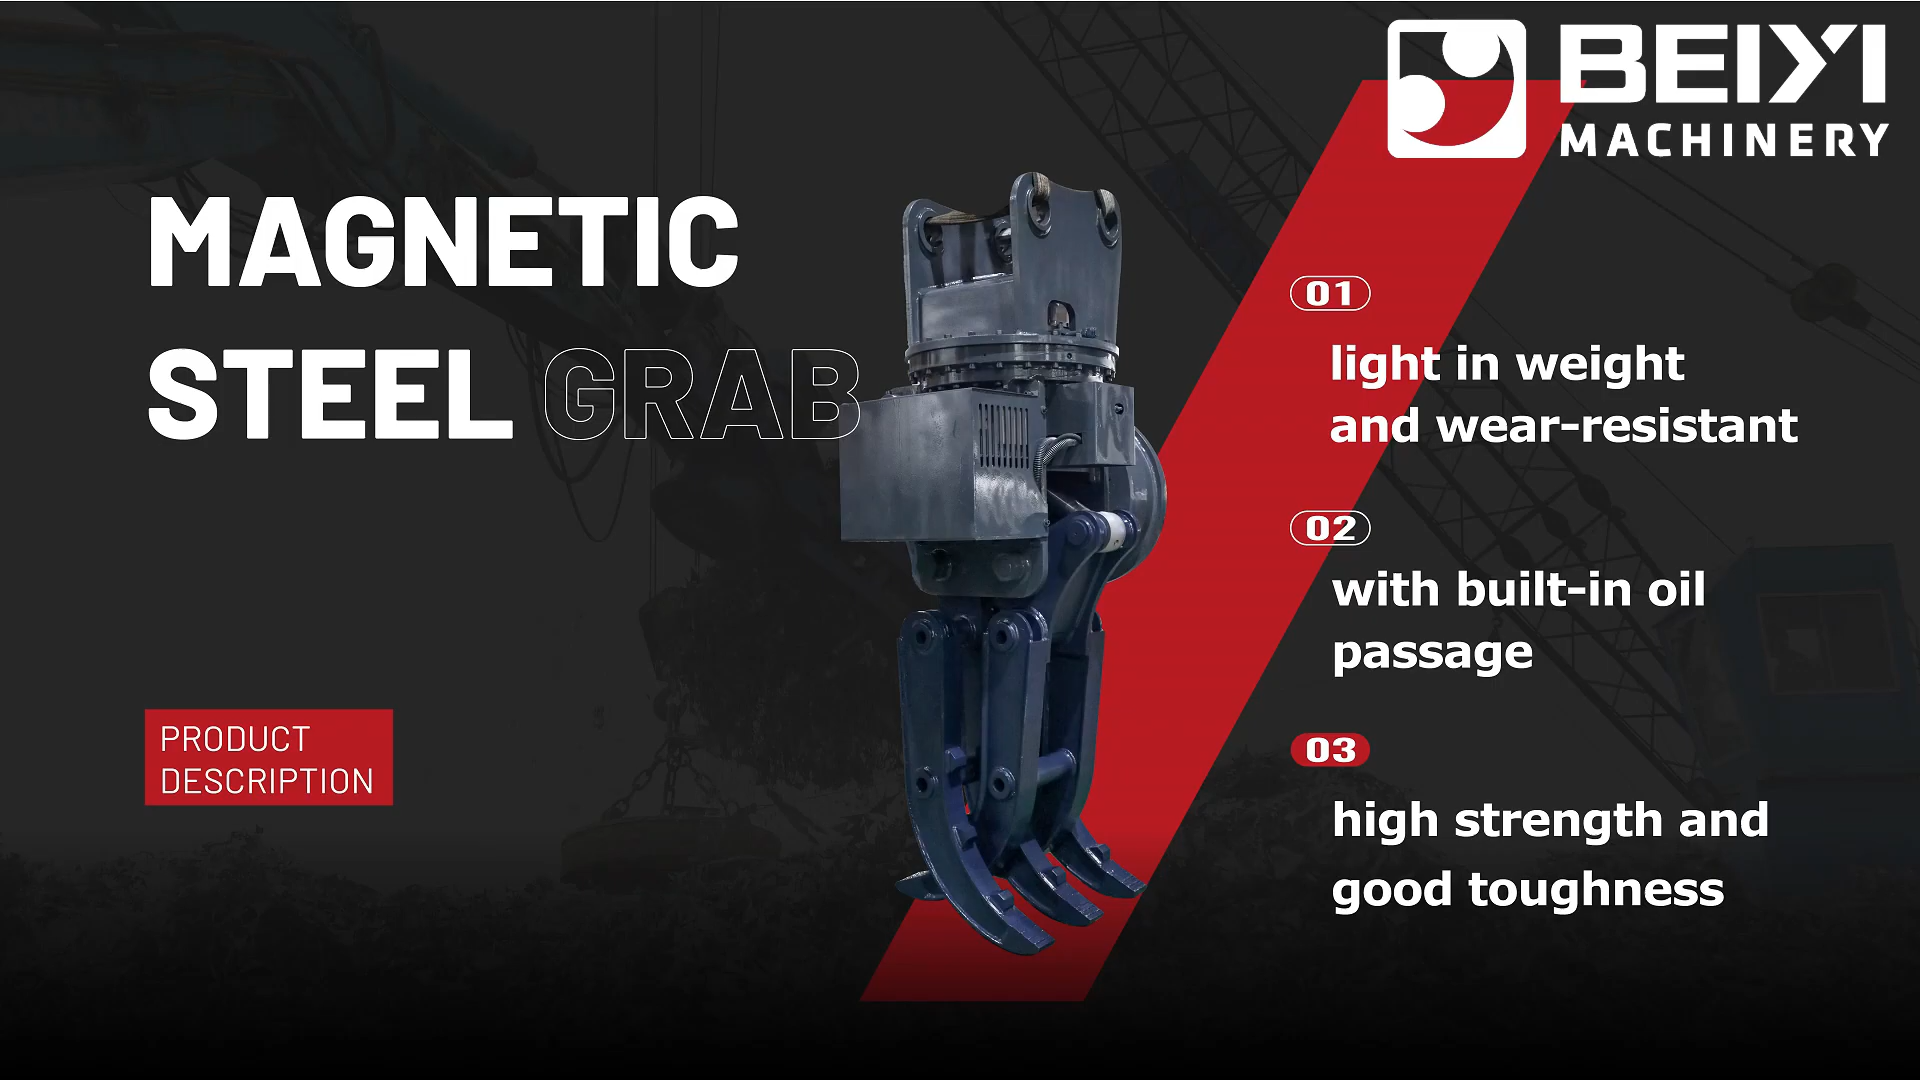 BEIYI
MACHINERY
MAGNETIC
STEEL GRAB
PRODUCT
DESCRIPTION
01
light in weight
and wear-resistant
02
with built-in oil
passage
03
high strength and
good toughness